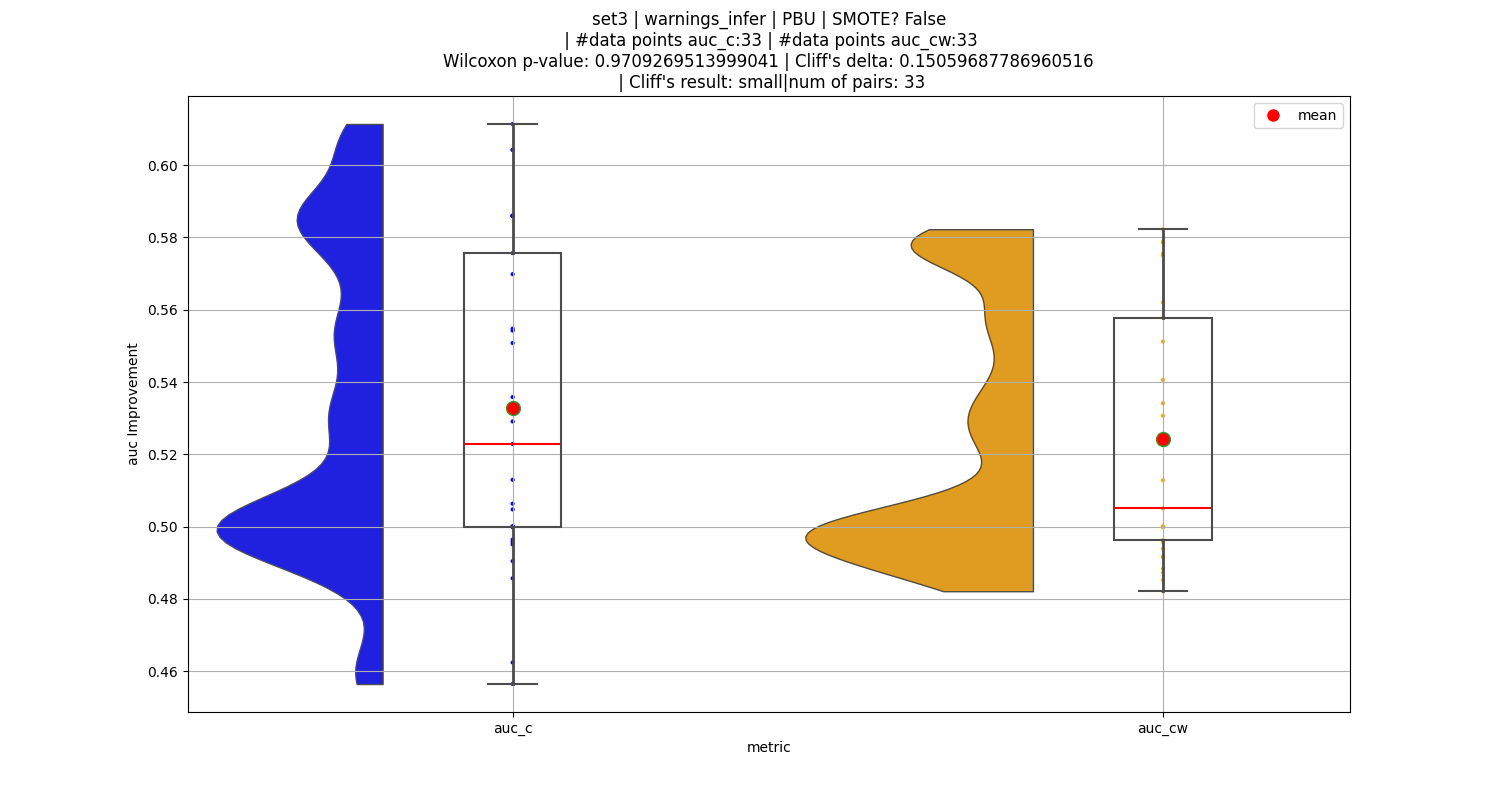 set3 | warnings_infer | PBU | SMOTE? False
| #data points auc_c:33 | #data points auc_cw:33
Wilcoxon p-value: 0.9709269513999041 | Cliff's delta: 0.15059687786960516
| Cliff's result: small|num of pairs: 33
mean
0.60
0.58
0.56
0.54
0.52
0.50
0.48
0.46
auc Improvement
auc_c
auc_cw
metric